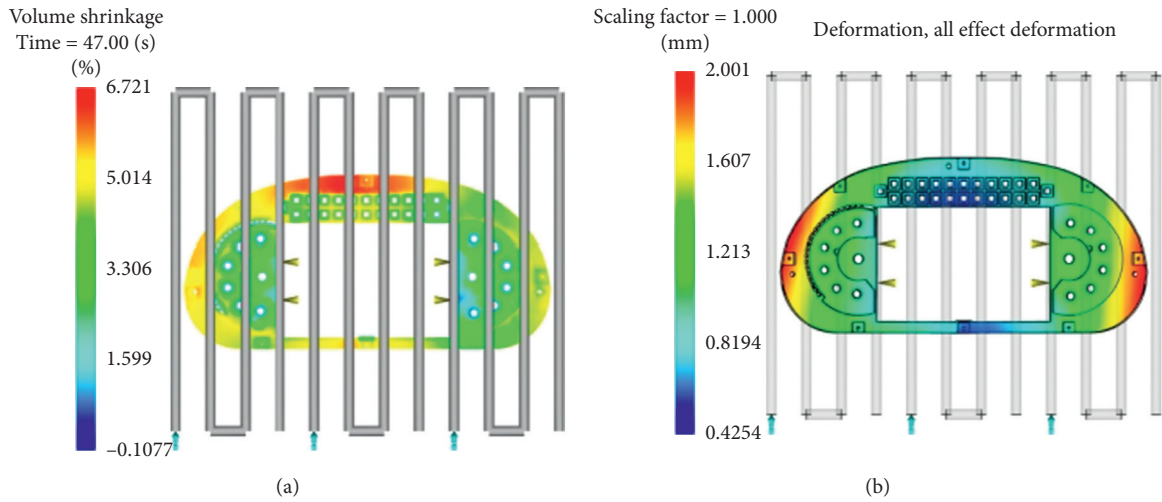 Volume shrinkage
Time = 47.00 (s)
(%)
6.721
5.014
3.306
1.599
–0.1077
(a)
Scaling factor = 1.000
(mm)
Deformation, all effect deformation
2.001
1.607
1.213
0.8194
0.4254
(b)